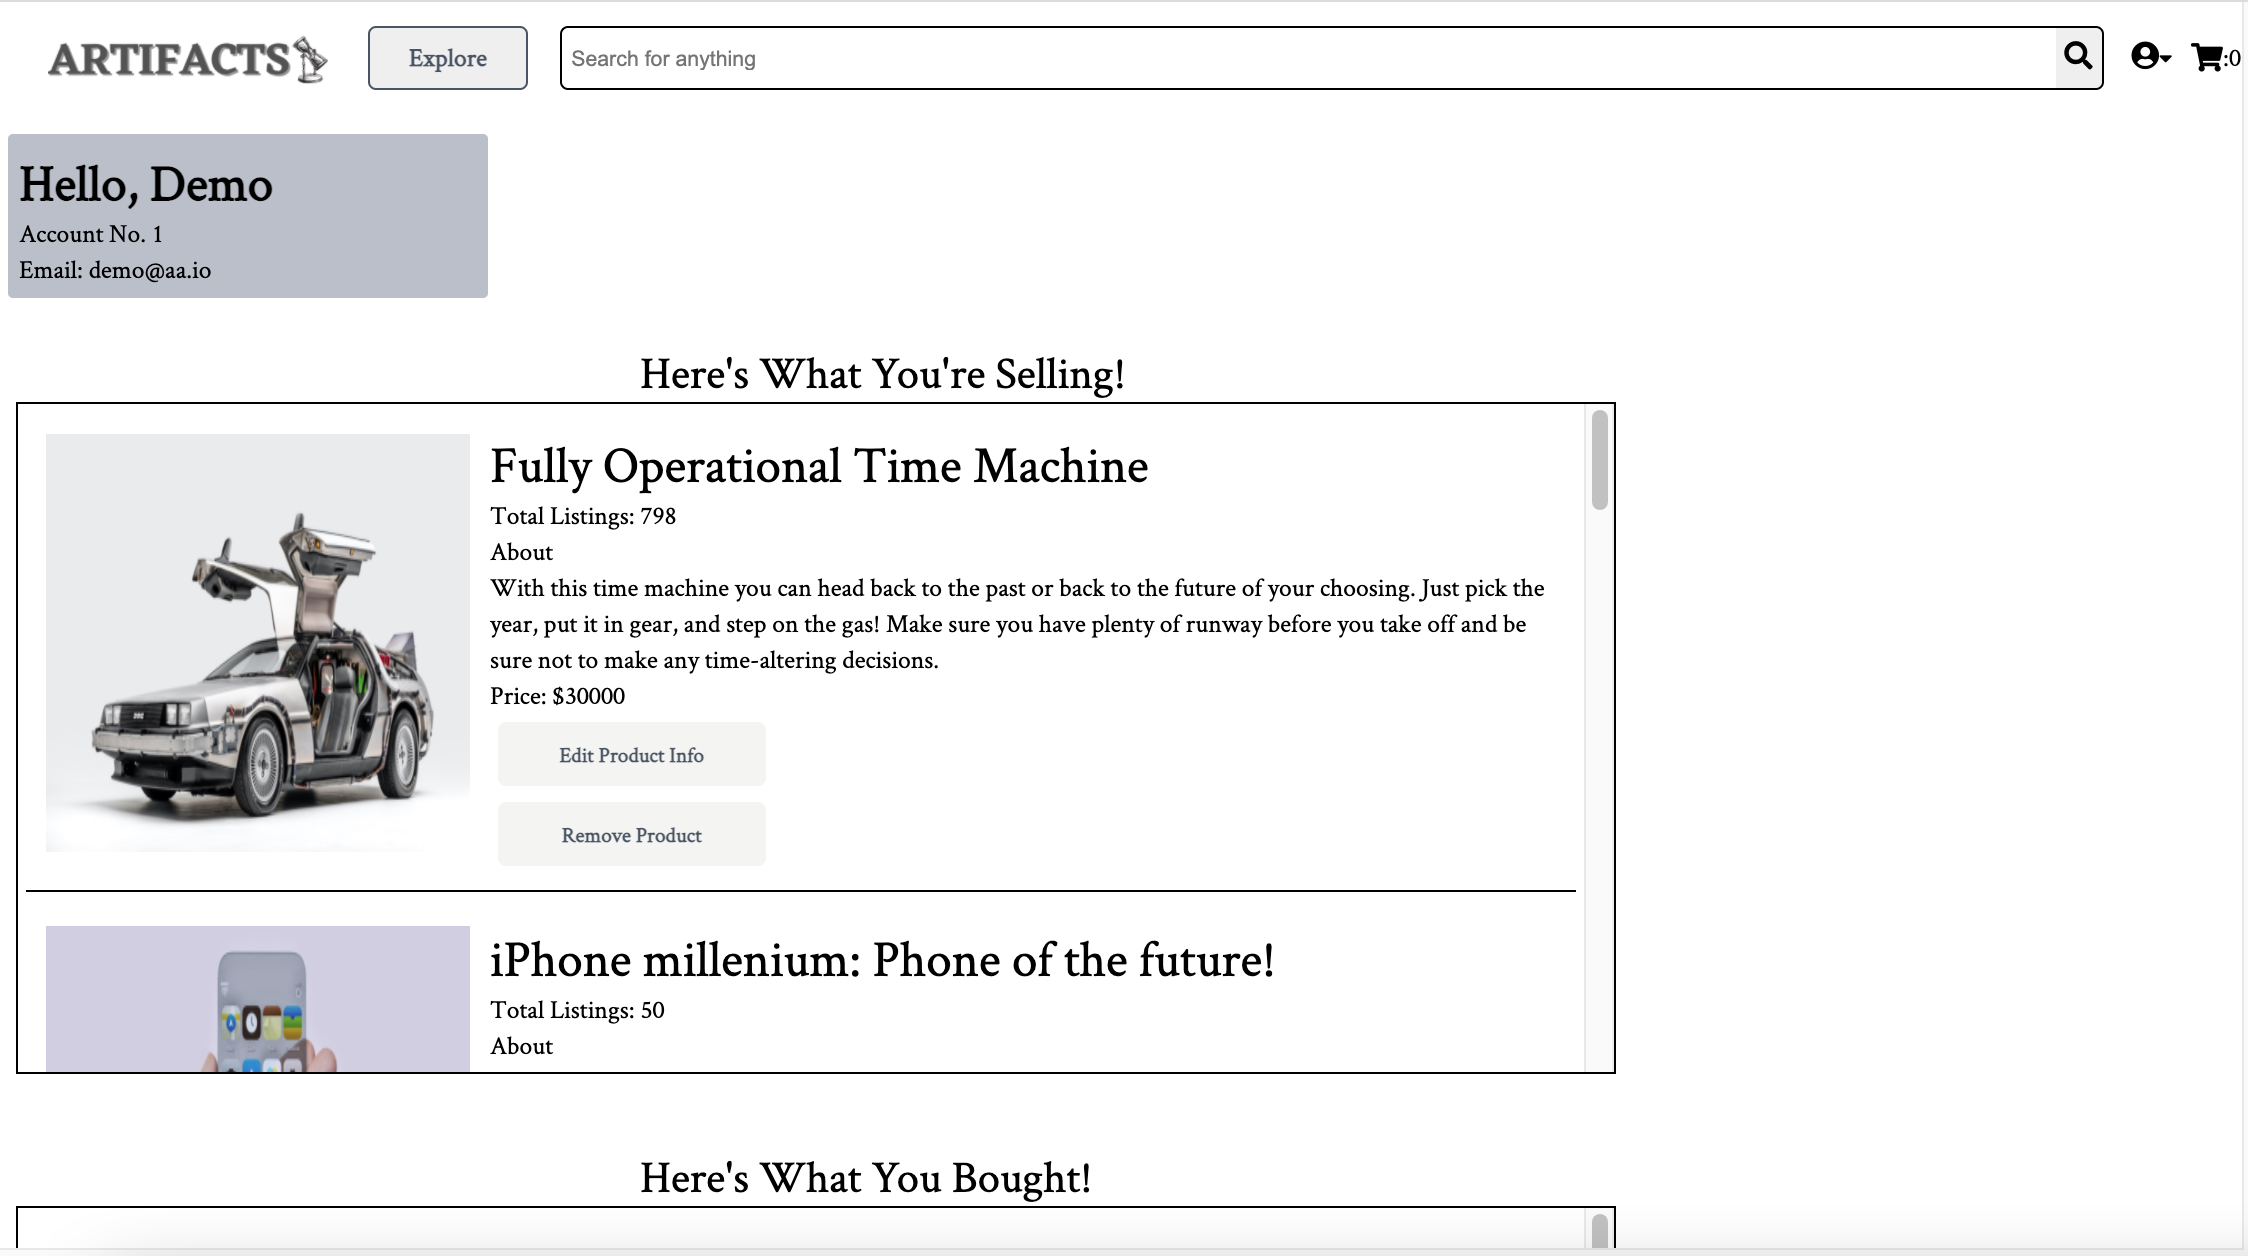 ARTIFACTS
Explore
Search for anything
:0
Hello, Demo
Account No. 1
Email: demo@aa.io
Here's What You're Selling!
Fully Operational Time Machine
Total Listings: 798
About
With this time machine you can head back to the past or back to the future of your choosing. Just pick the
year, put it in gear, and step on the gas! Make sure you have plenty of runway before you take off and be
sure not to make any time-altering decisions.
Price: $30000
Edit Product Info
Remove Product
iPhone millenium: Phone of the future!
Total Listings: 50
About
Here's What You Bought!